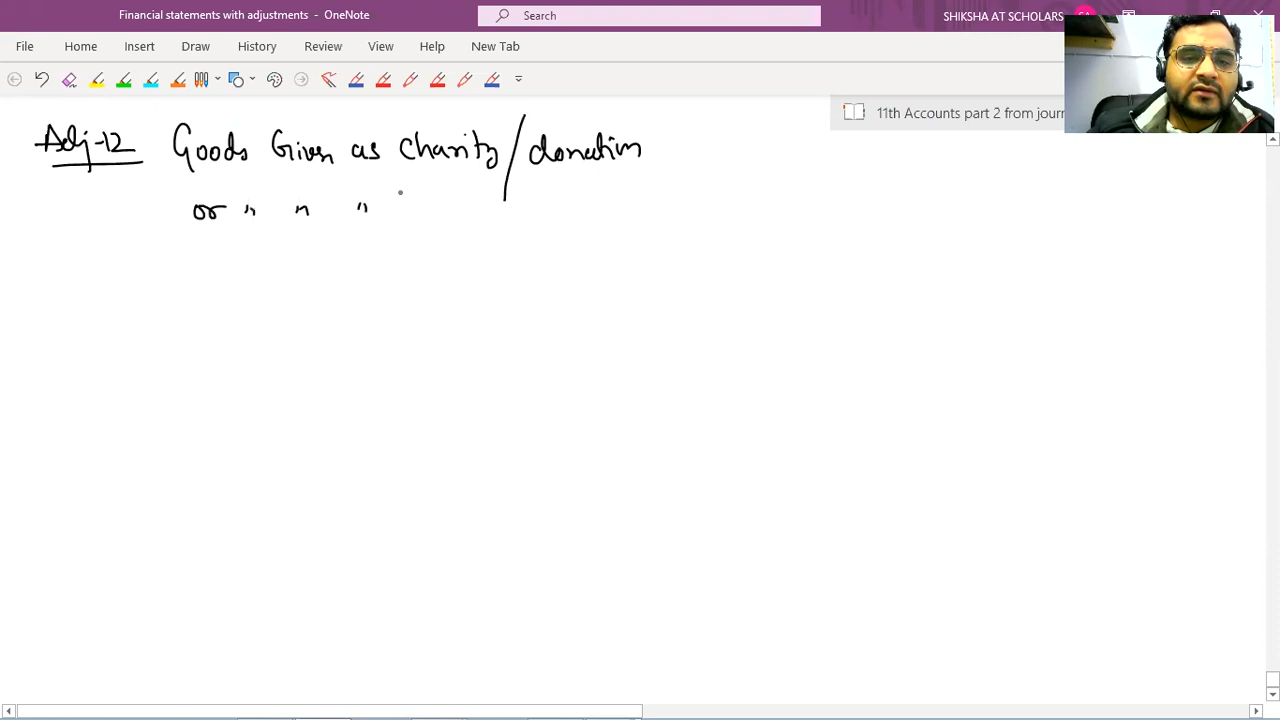 Financial statements with adjustments - OneNote
Search
SHIKSHA AT SCHOLARS
File Home Insert Draw History Review View Help New Tab
11th Accounts part 2 from jour
Adj-12 Goods Given as Charity/donation
or " " "